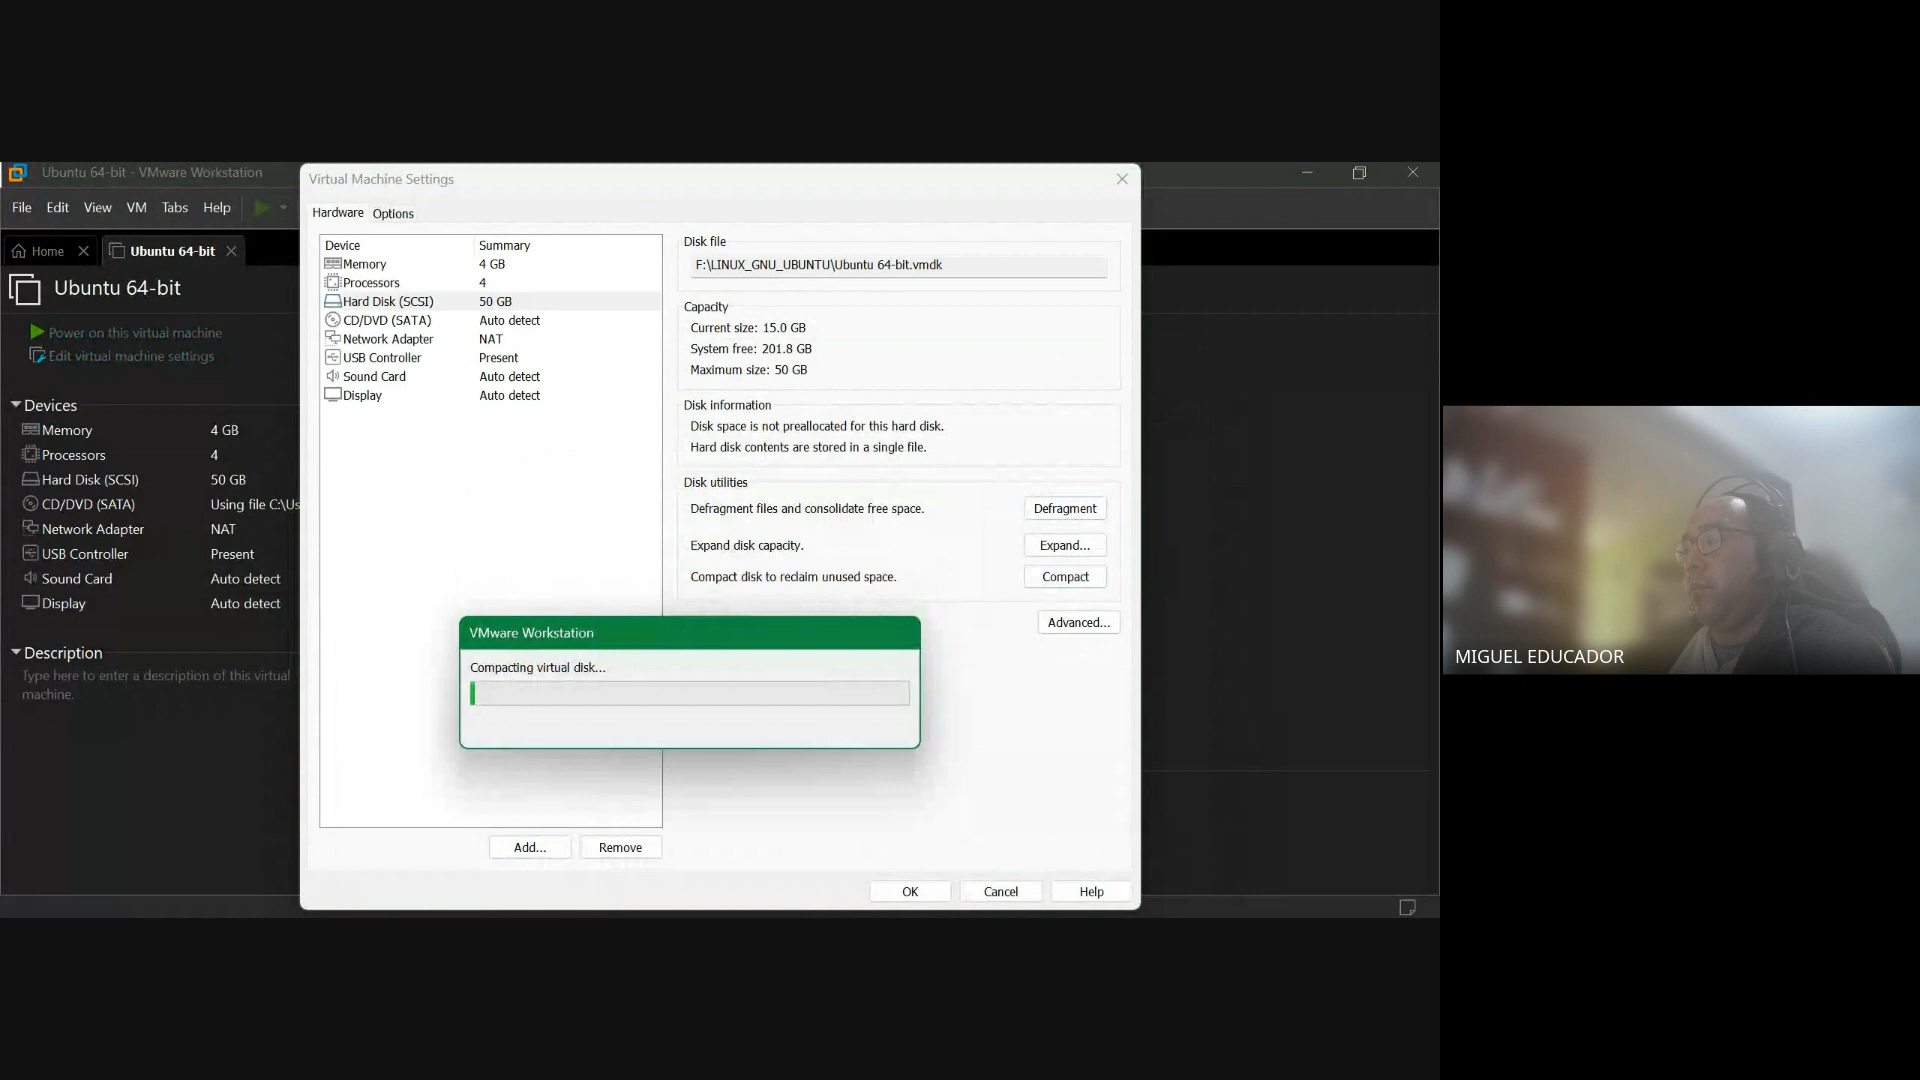 Ubuntu 64-bit - VMware Workstation
File Edit View VM Tabs Help
Home
Ubuntu 64-bit
Ubuntu 64-bit
Power on this virtual machine
Edit virtual machine settings
Devices
Memory 4 GB
Processors 4
Hard Disk (SCSI) 50 GB
CD/DVD (SATA) Using file C:\Us
Network Adapter NAT
USB Controller Present
Sound Card Auto detect
Display Auto detect
Description
Type here to enter a description of this virtual
machine.
Virtual Machine Settings
Hardware Options
Device Summary
Memory 4 GB
Processors 4
Hard Disk (SCSI) 50 GB
CD/DVD (SATA) Auto detect
Network Adapter NAT
USB Controller Present
Sound Card Auto detect
Display Auto detect
Add... Remove
Disk file
F:\LINUX_GNU_UBUNTU\Ubuntu 64-bit.vmdk
Capacity
Current size: 15.0 GB
System free: 201.8 GB
Maximum size: 50 GB
Disk information
Disk space is not preallocated for this hard disk.
Hard disk contents are stored in a single file.
Disk utilities
Defragment files and consolidate free space. Defragment
Expand disk capacity. Expand...
Compact disk to reclaim unused space. Compact
Advanced...
VMware Workstation
Compacting virtual disk...
OK Cancel Help
MIGUEL EDUCADOR